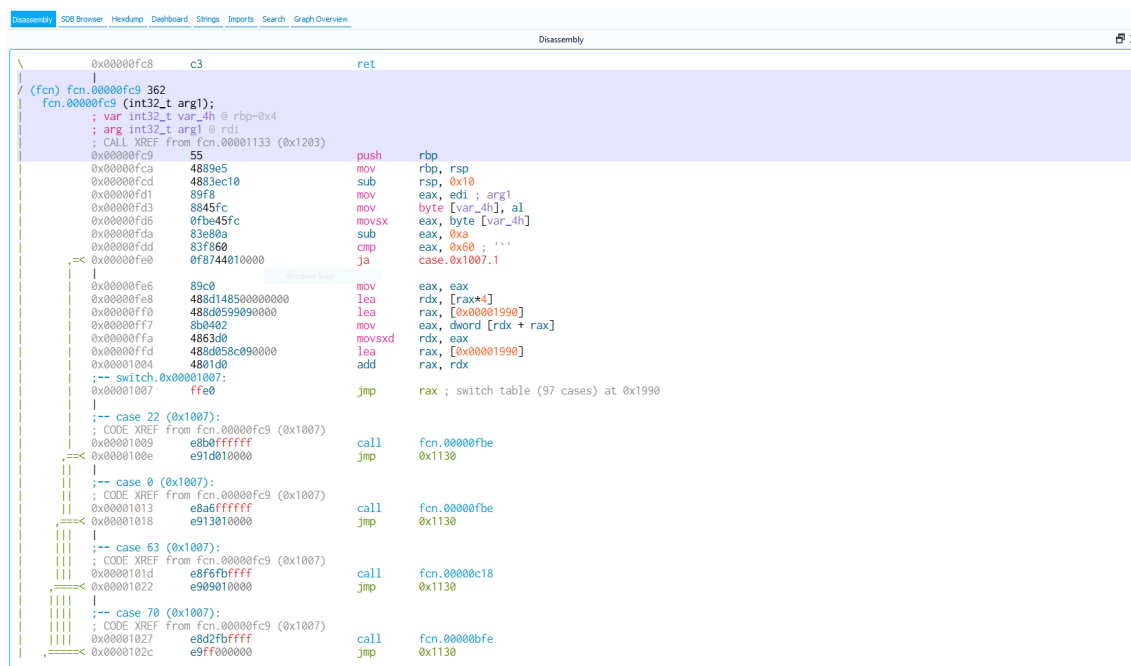 Disassembly SDB Browser Hexdump Dashboard Strings Imports Search Graph Overview
Disassembly
\ 0x00000fc8 c3 ret
| |
/ (fcn) fcn.00000fc9 362
| fcn.00000fc9 (int32_t arg1);
| ; var int32_t var_4h @ rbp-0x4
| ; arg int32_t arg1 @ rdi
| ; CALL XREF from fcn.00001133 (0x1203)
| 0x00000fc9 55 push rbp
| 0x00000fca 4889e5 mov rbp, rsp
| 0x00000fcd 4883ec10 sub rsp, 0x10
| 0x00000fd1 89f8 mov eax, edi ; arg1
| 0x00000fd3 8845fc mov byte [var_4h], al
| 0x00000fd6 0fbe45fc movsx eax, byte [var_4h]
| 0x00000fda 83e80a sub eax, 0xa
| 0x00000fdd 83f860 cmp eax, 0x60 ; '`'
| ,=< 0x00000fe0 0f8744010000 ja case.0x1007.1
| | | Window Snip
| | 0x00000fe6 89c0 mov eax, eax
| | 0x00000fe8 488d148500000000 lea rdx, [rax*4]
| | 0x00000ff0 488d0599090000 lea rax, [0x00001990]
| | 0x00000ff7 8b0402 mov eax, dword [rdx + rax]
| | 0x00000ffa 4863d0 movsxd rdx, eax
| | 0x00000ffd 488d058c090000 lea rax, [0x00001990]
| | 0x00001004 4801d0 add rax, rdx
| | ;-- switch.0x00001007:
| | 0x00001007 ffe0 jmp rax ; switch table (97 cases) at 0x1990
| | |
| | ;-- case 22 (0x1007):
| | ; CODE XREF from fcn.00000fc9 (0x1007)
| | 0x00001009 e8b0ffffff call fcn.00000fbe
| ,==< 0x0000100e e91d010000 jmp 0x1130
| || |
| || ;-- case 0 (0x1007):
| || ; CODE XREF from fcn.00000fc9 (0x1007)
| || 0x00001013 e8a6ffffff call fcn.00000fbe
| ,===< 0x00001018 e913010000 jmp 0x1130
| ||| |
| ||| ;-- case 63 (0x1007):
| ||| ; CODE XREF from fcn.00000fc9 (0x1007)
| ||| 0x0000101d e8f6fbffff call fcn.00000c18
| ,====< 0x00001022 e909010000 jmp 0x1130
| |||| |
| |||| ;-- case 70 (0x1007):
| |||| ; CODE XREF from fcn.00000fc9 (0x1007)
| |||| 0x00001027 e8d2fbffff call fcn.00000bfe
| ,=====< 0x0000102c e9ff000000 jmp 0x1130